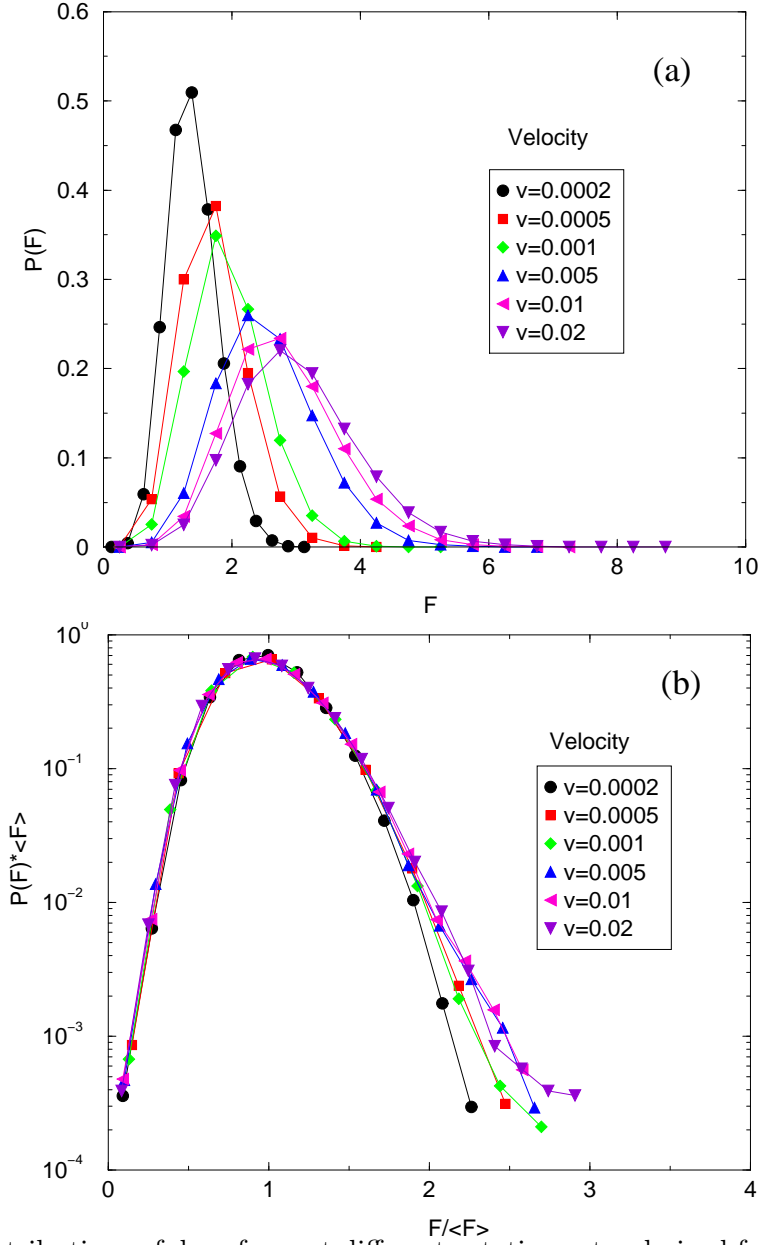 0.6
(a)
0.5
Velocity
v=0.0002
0.4
v=0.0005
v=0.001
P(F)
0.3
v=0.005
v=0.01
v=0.02
0.2
0.1
0
0 2 4 6 8 10
F
10^0
(b)
Velocity
10^-1
v=0.0002
v=0.0005
v=0.001
P(F)*<F>
v=0.005
10^-2
v=0.01
v=0.02
10^-3
10^-4
0 1 2 3 4
F/<F>